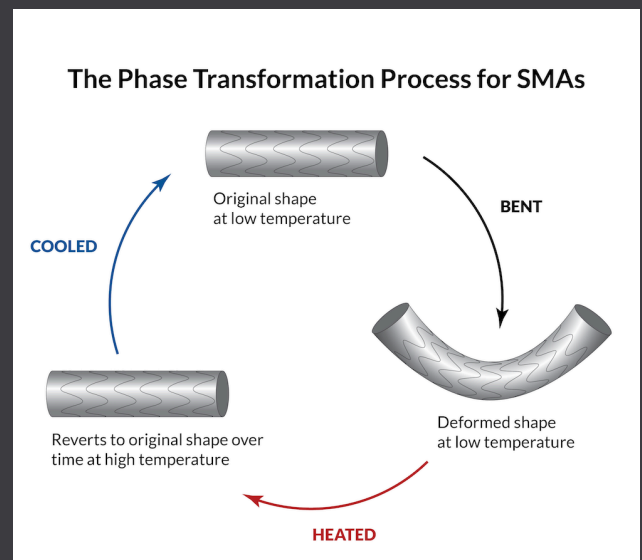 The Phase Transformation Process for SMAs
Original shape
at low temperature
BENT
COOLED
Deformed shape
at low temperature
Reverts to original shape over
time at high temperature
HEATED